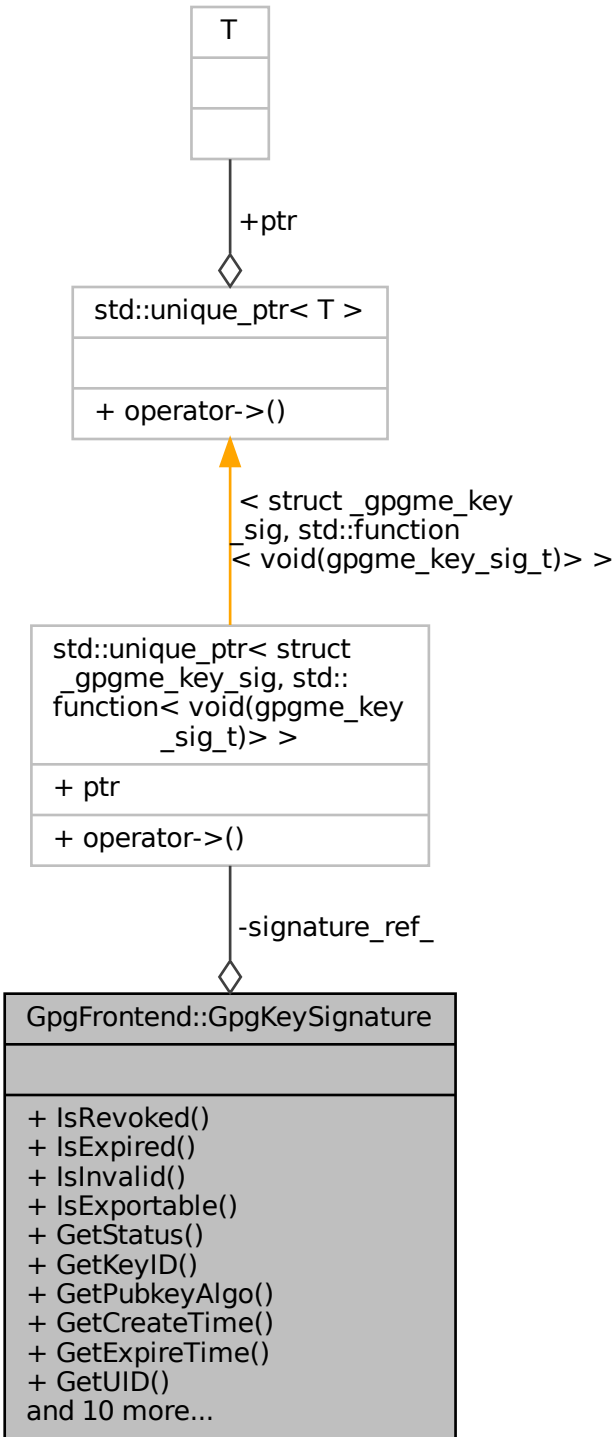 T
+ptr
std::unique_ptr< T >
+ operator->()
< struct _gpgme_key
_sig, std::function
< void(gpgme_key_sig_t)> >
std::unique_ptr< struct
_gpgme_key_sig, std::
function< void(gpgme_key
_sig_t)> >
+ ptr
+ operator->()
-signature_ref_
GpgFrontend::GpgKeySignature
+ IsRevoked()
+ IsExpired()
+ IsInvalid()
+ IsExportable()
+ GetStatus()
+ GetKeyID()
+ GetPubkeyAlgo()
+ GetCreateTime()
+ GetExpireTime()
+ GetUID()
and 10 more...